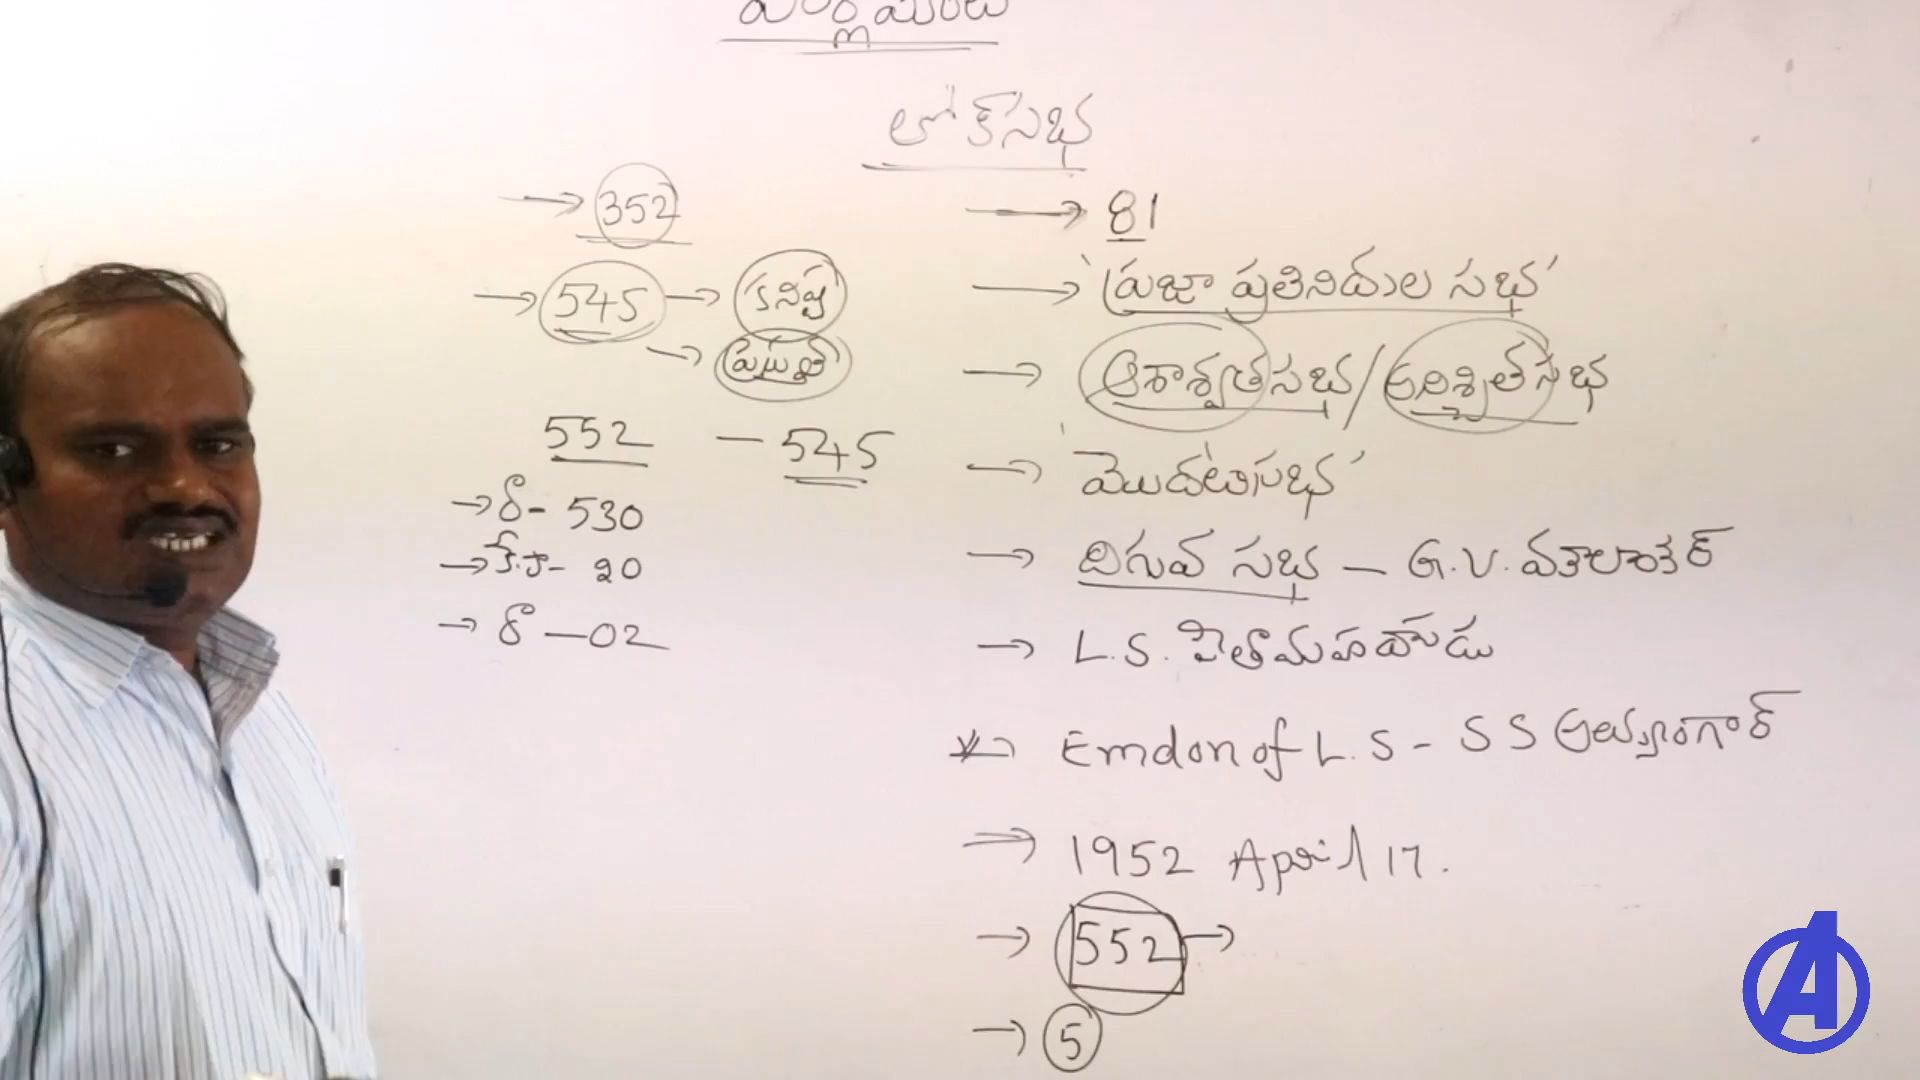 పార్లమెంటు
లోక్‌సభ
→ 352
→ 545 → కనిష్ట
→ ప్రస్తుత
552 — 545
→ రా - 530
→ కే.పా - 20
→ రా — 02
→ 81
→ 'ప్రజా ప్రతినిధుల సభ'
→ అశాశ్వత సభ / అనిశ్చిత సభ
→ 'మొదటి సభ'
→ దిగువ సభ — G.V. మౌలాంకర్
→ L.S. పితామహుడు
Emdon of L.S - S S అయ్యంగార్
→ 1952 April 17.
→ 552 →
→ 5
A